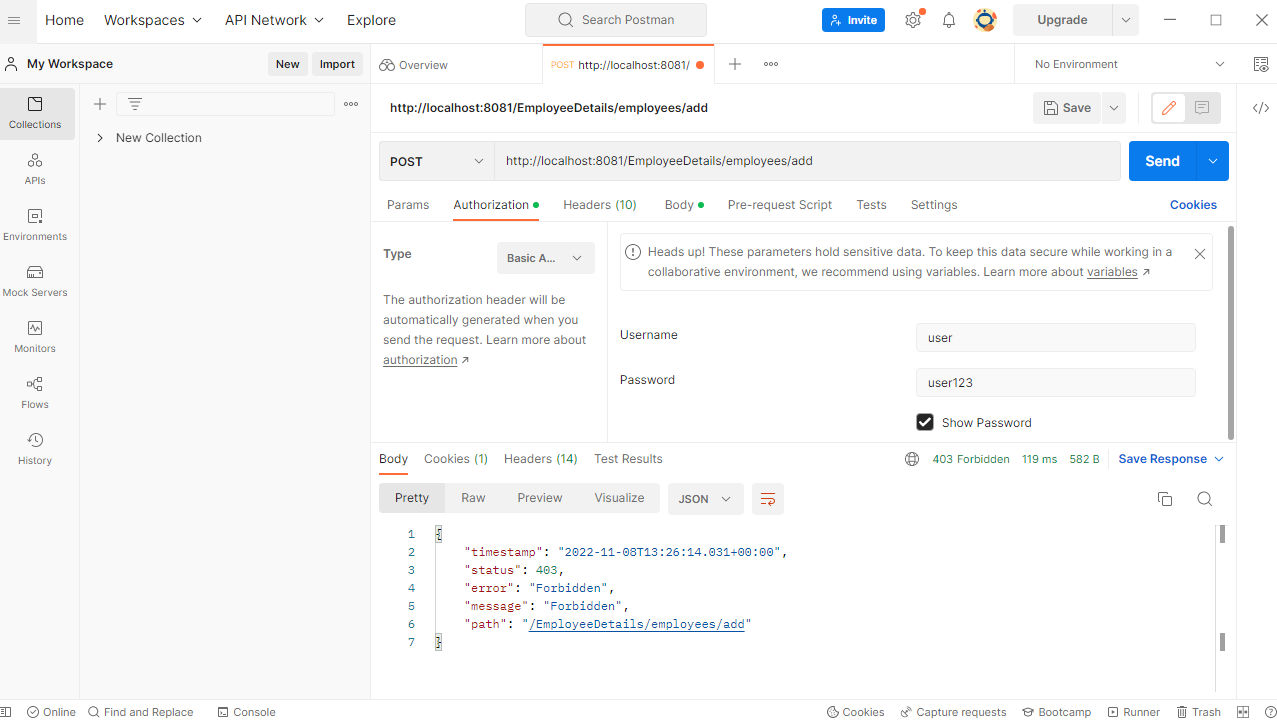 Home Workspaces API Network Explore Search Postman Invite Upgrade
My Workspace New Import Overview POST http://localhost:8081/ No Environment
http://localhost:8081/EmployeeDetails/employees/add Save
Collections
New Collection
POST http://localhost:8081/EmployeeDetails/employees/add Send
APIs
Params Authorization Headers (10) Body Pre-request Script Tests Settings Cookies
Environments
Type Basic A...
Heads up! These parameters hold sensitive data. To keep this data secure while working in a
collaborative environment, we recommend using variables. Learn more about variables ↗
Mock Servers
The authorization header will be
automatically generated when you
send the request. Learn more about
authorization ↗
Username user
Monitors
Password user123
Flows
Show Password
History
Body Cookies (1) Headers (14) Test Results 403 Forbidden 119 ms 582 B Save Response
Pretty Raw Preview Visualize JSON
1 {
2 "timestamp": "2022-11-08T13:26:14.031+00:00",
3 "status": 403,
4 "error": "Forbidden",
5 "message": "Forbidden",
6 "path": "/EmployeeDetails/employees/add"
7 }
Online Find and Replace Console Cookies Capture requests Bootcamp Runner Trash